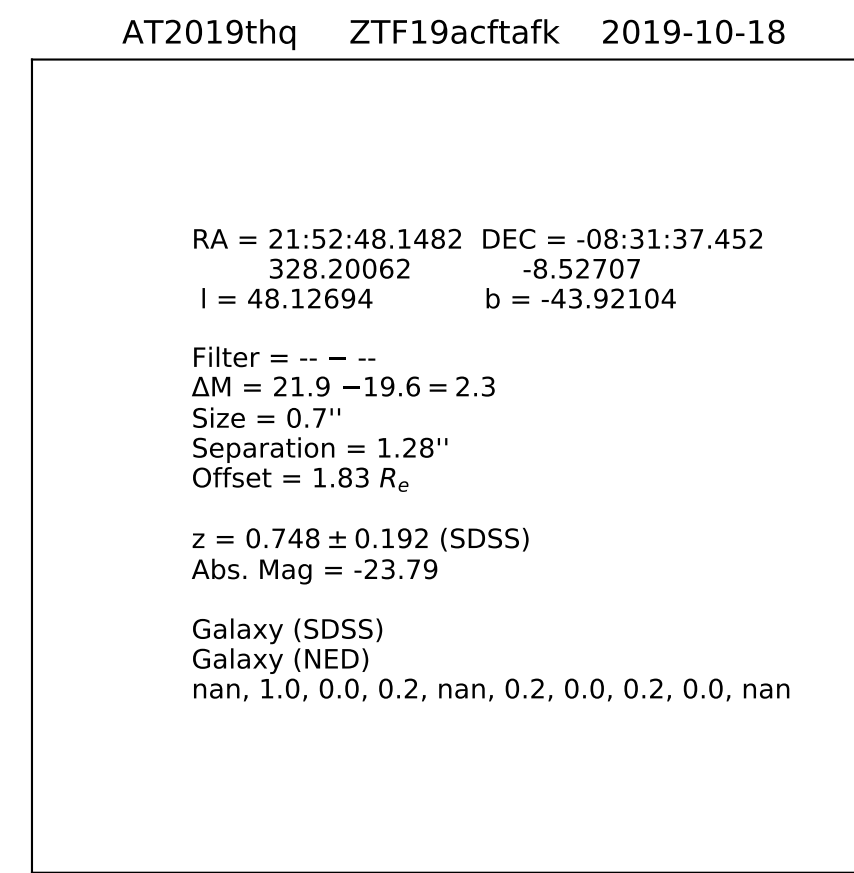 AT2019thq ZTF19acftafk 2019-10-18
RA = 21:52:48.1482 DEC = -08:31:37.452
328.20062 -8.52707
l = 48.12694 b = -43.92104
Filter = -- − --
ΔM = 21.9 −19.6 = 2.3
Size = 0.7''
Separation = 1.28''
Offset = 1.83 Rₑ
z = 0.748 ± 0.192 (SDSS)
Abs. Mag = -23.79
Galaxy (SDSS)
Galaxy (NED)
nan, 1.0, 0.0, 0.2, nan, 0.2, 0.0, 0.2, 0.0, nan